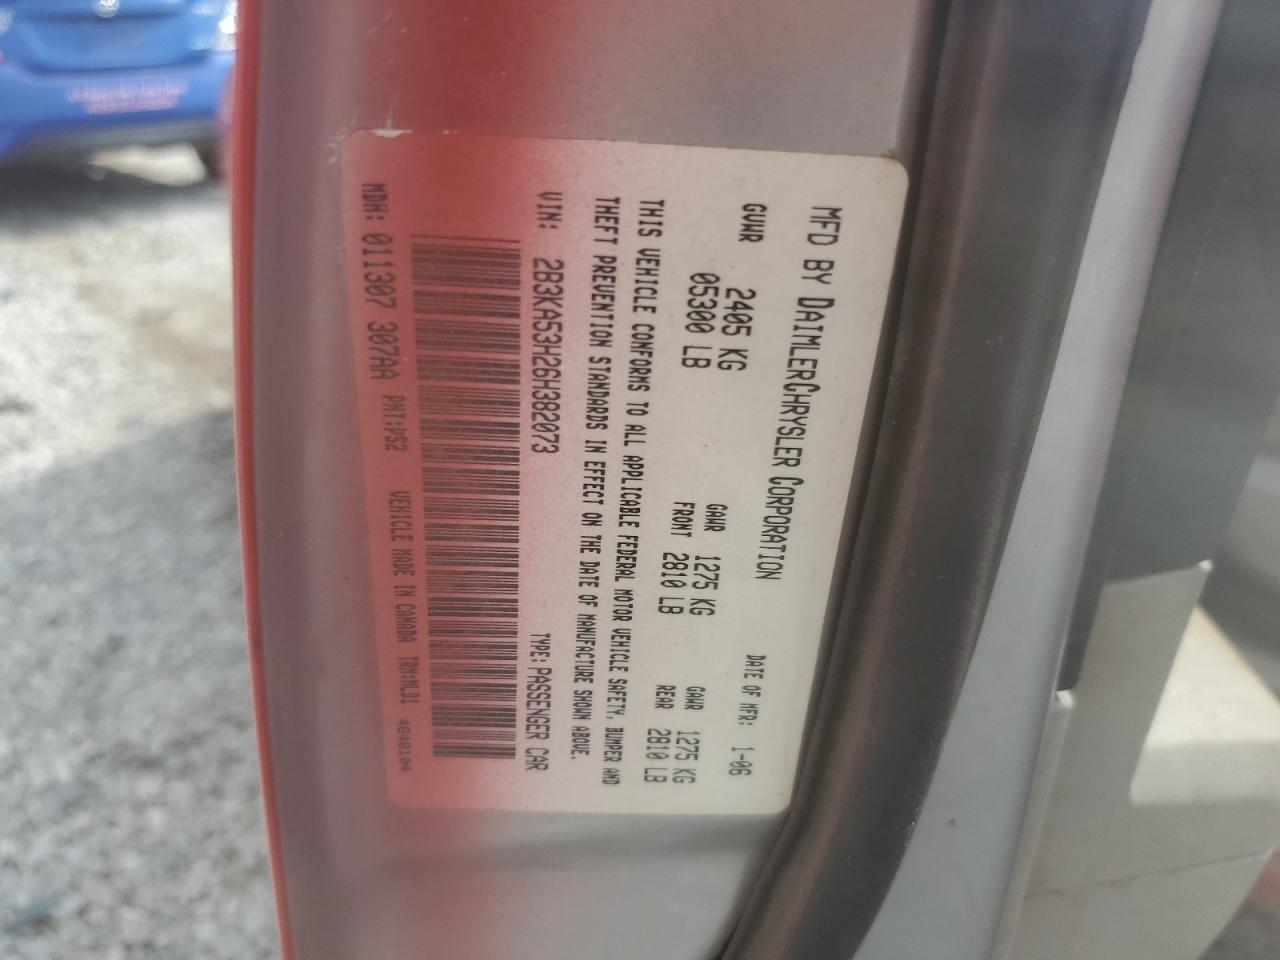 MFD BY DAIMLERCHRYSLER CORPORATION
DATE OF MFR: 1-06
GVWR 2405 KG
05300 LB
GAWR FRONT 1275 KG
2810 LB
GAWR REAR 1275 KG
2810 LB
THIS VEHICLE CONFORMS TO ALL APPLICABLE FEDERAL MOTOR VEHICLE SAFETY, BUMPER AND
THEFT PREVENTION STANDARDS IN EFFECT ON THE DATE OF MANUFACTURE SHOWN ABOVE.
VIN: 2B3KA53H26H382073 TYPE: PASSENGER CAR
MDH: 011307 307AA PNT:PS2 VEHICLE MADE IN CANADA TRM:MLD1 4648104